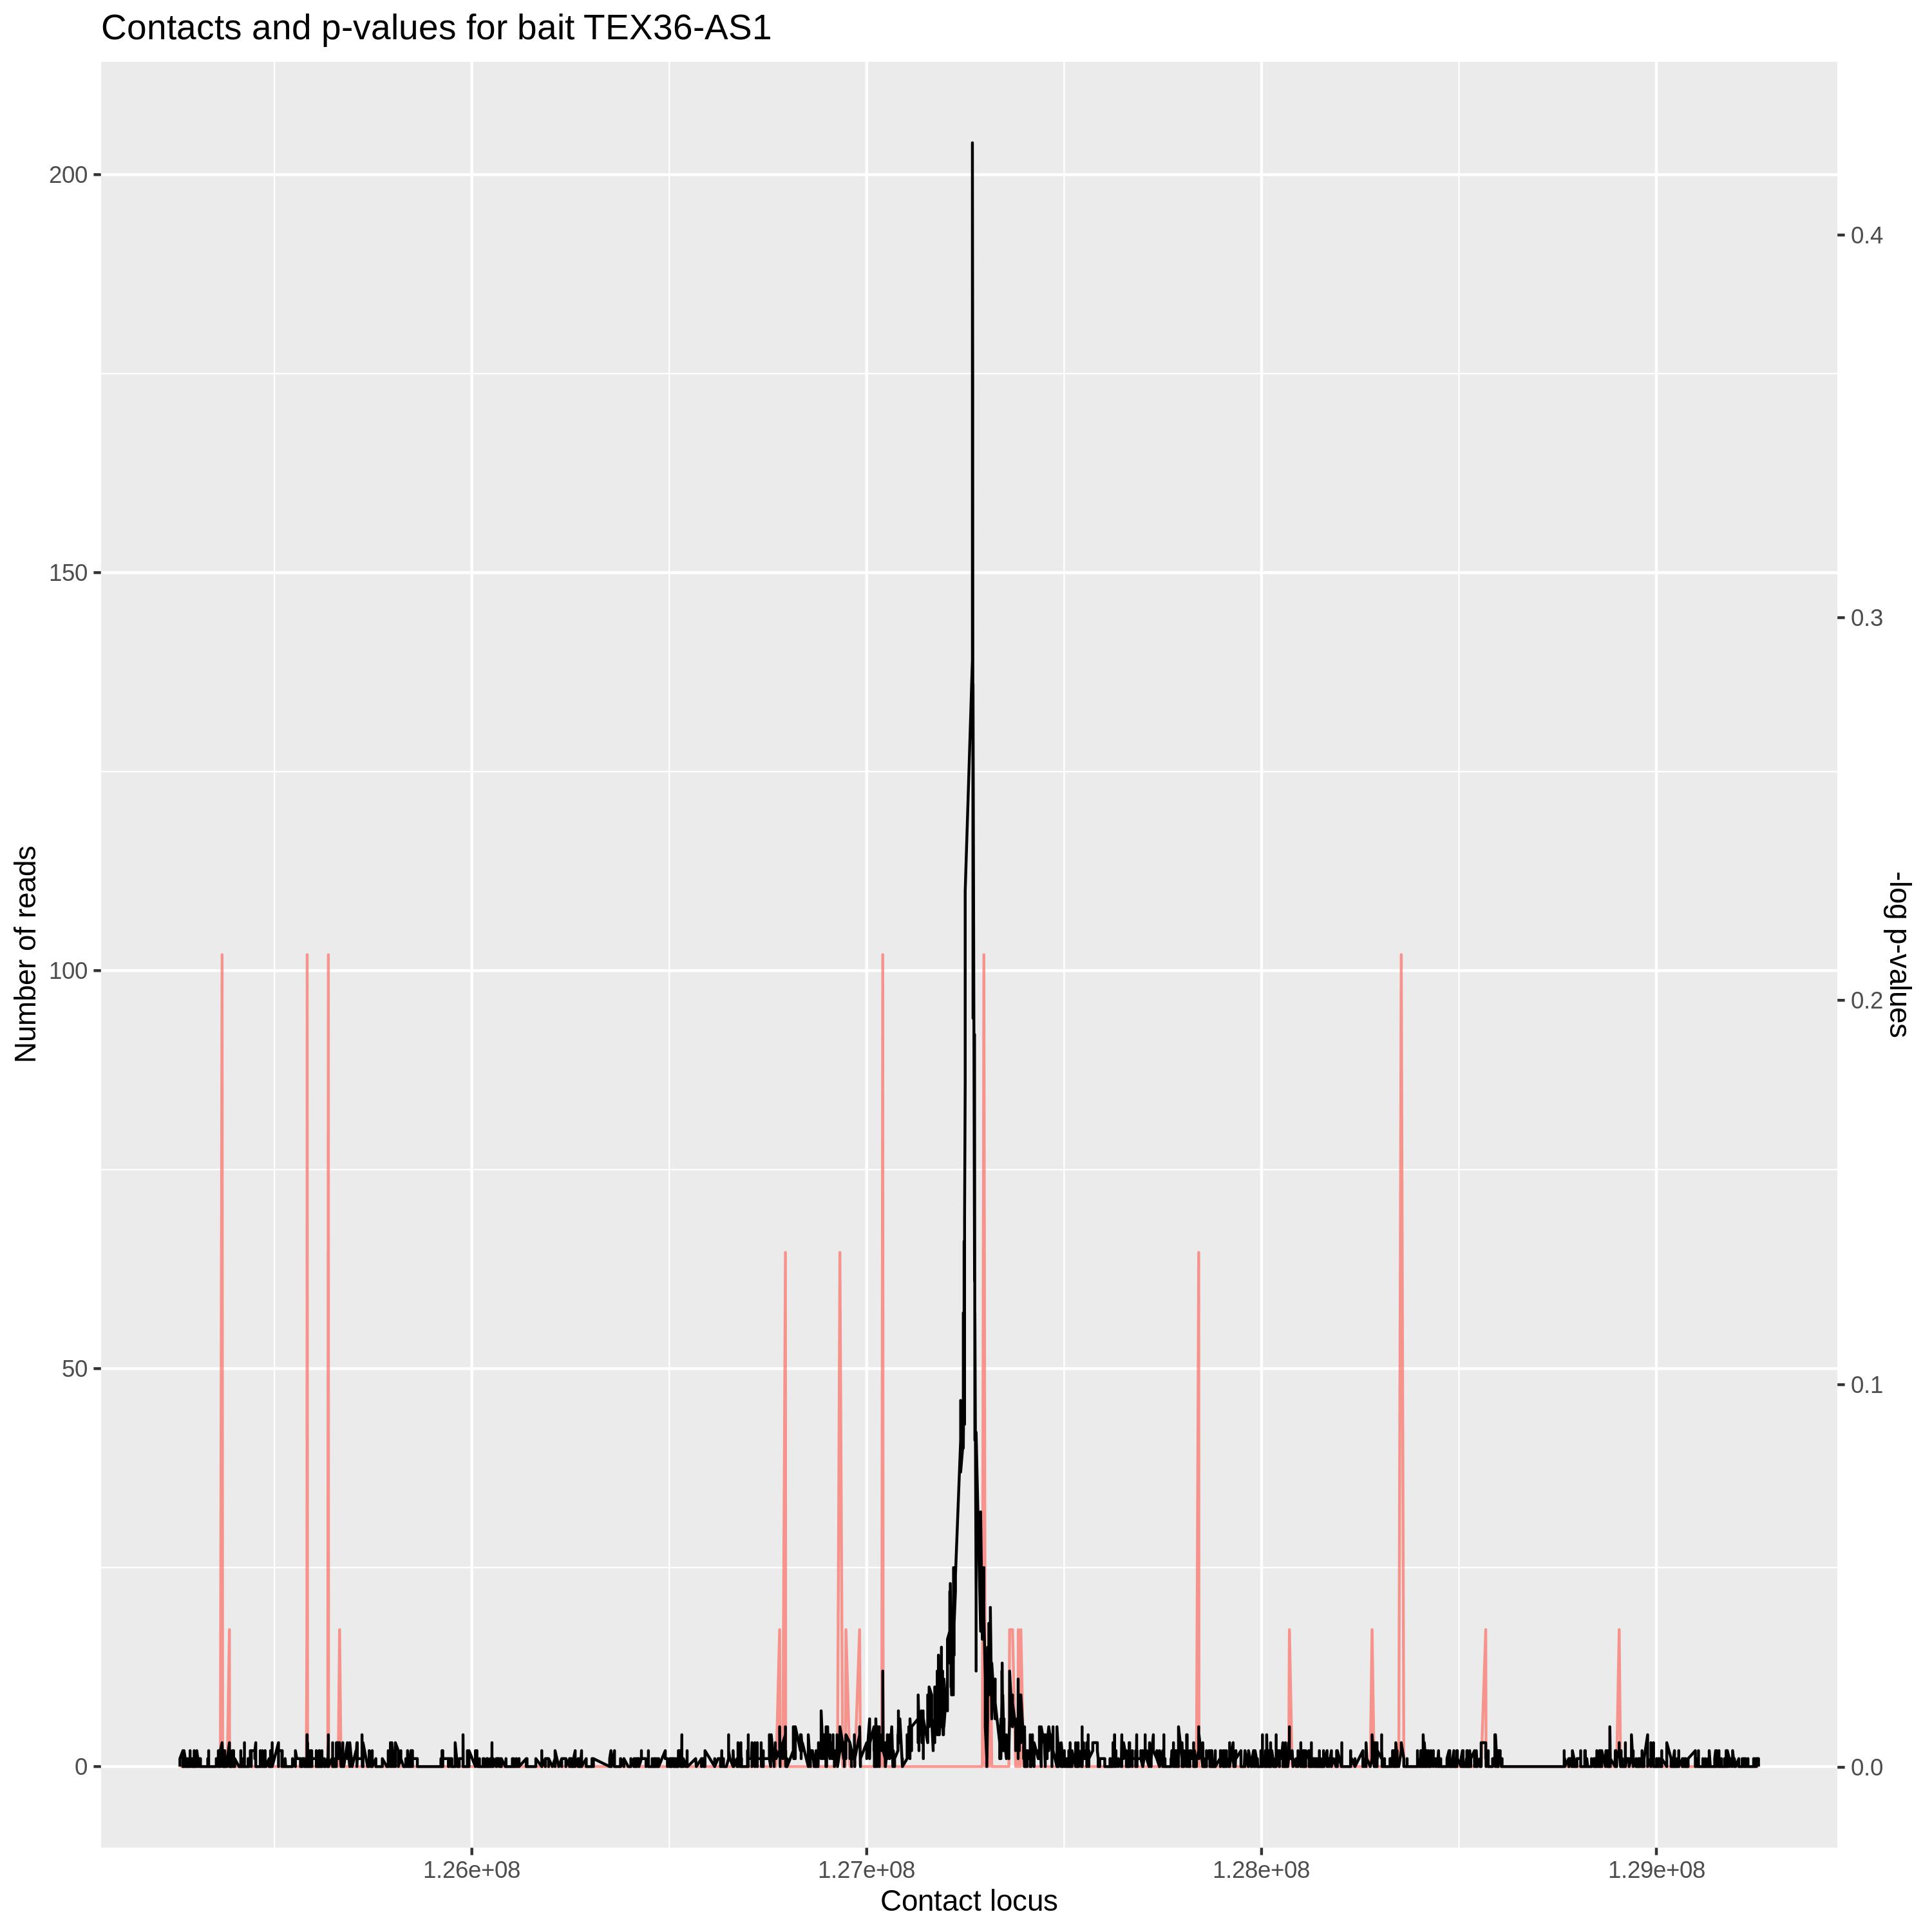 Contacts and p-values for bait TEX36-AS1
200
150
100
50
0
Number of reads
0.4
0.3
0.2
0.1
0.0
-log p-values
1.26e+08
1.27e+08
1.28e+08
1.29e+08
Contact locus